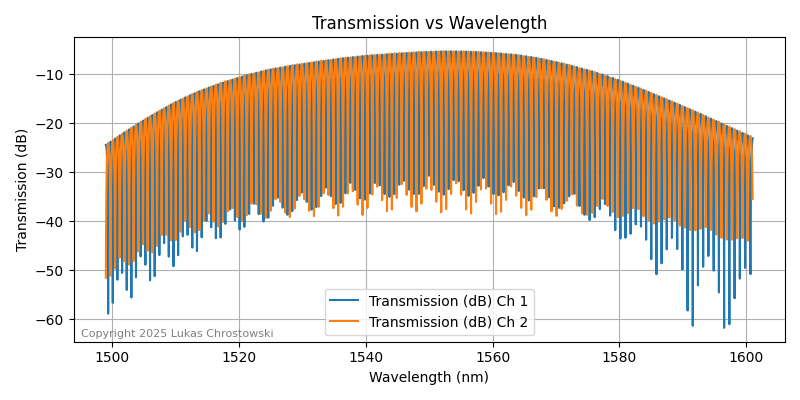 Transmission vs Wavelength
Transmission (dB)
−10
−20
−30
−40
−50
−60
Transmission (dB) Ch 1
Transmission (dB) Ch 2
Copyright 2025 Lukas Chrostowski
1500
1520
1540
1560
1580
1600
Wavelength (nm)